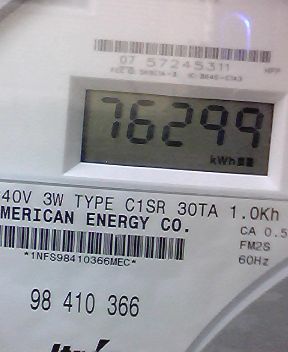 07 57245311
76299
kWh
40V 3W TYPE C1SR 30TA 1.0Kh
MERICAN ENERGY CO.
CA 0.5
FM2S
*1NFS98410366MEC*
60Hz
98 410 366